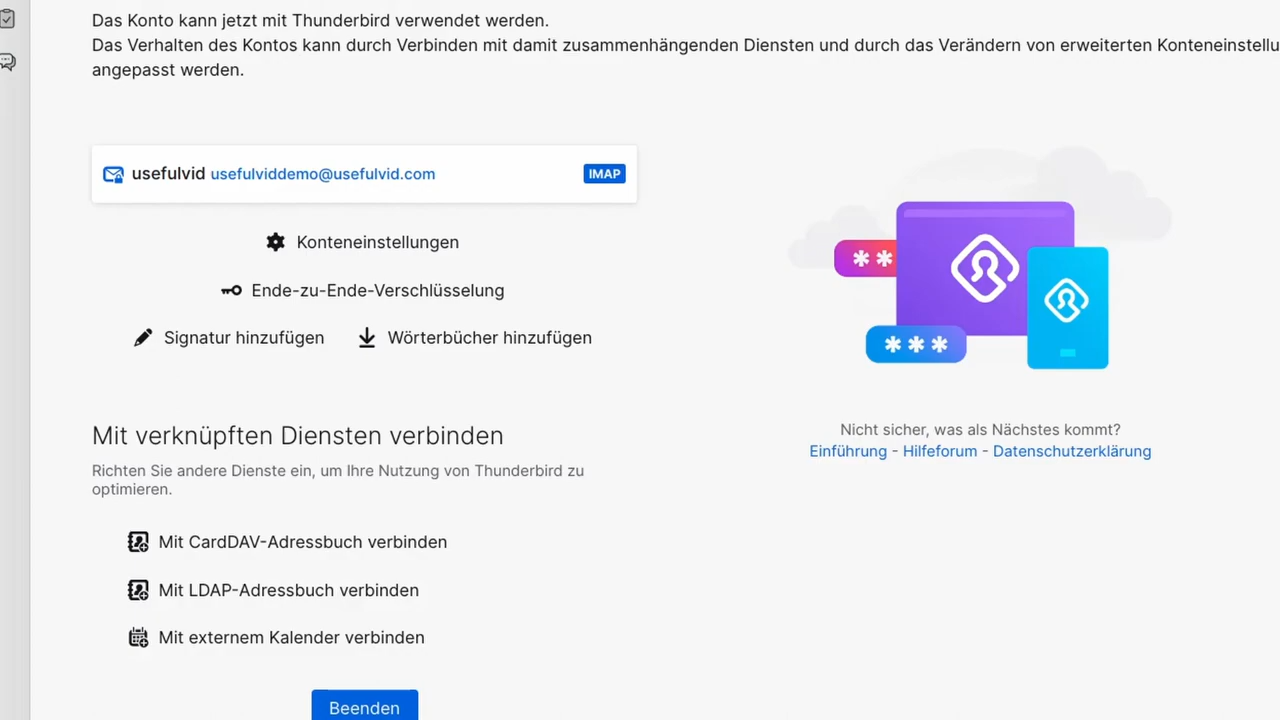 Das Konto kann jetzt mit Thunderbird verwendet werden.
Das Verhalten des Kontos kann durch Verbinden mit damit zusammenhängenden Diensten und durch das Verändern von erweiterten Konteneinstellu
angepasst werden.
usefulvid usefulviddemo@usefulvid.com IMAP
Konteneinstellungen
Ende-zu-Ende-Verschlüsselung
Signatur hinzufügen Wörterbücher hinzufügen
Mit verknüpften Diensten verbinden
Richten Sie andere Dienste ein, um Ihre Nutzung von Thunderbird zu
optimieren.
Mit CardDAV-Adressbuch verbinden
Mit LDAP-Adressbuch verbinden
Mit externem Kalender verbinden
Beenden
Nicht sicher, was als Nächstes kommt?
Einführung - Hilfeforum - Datenschutzerklärung